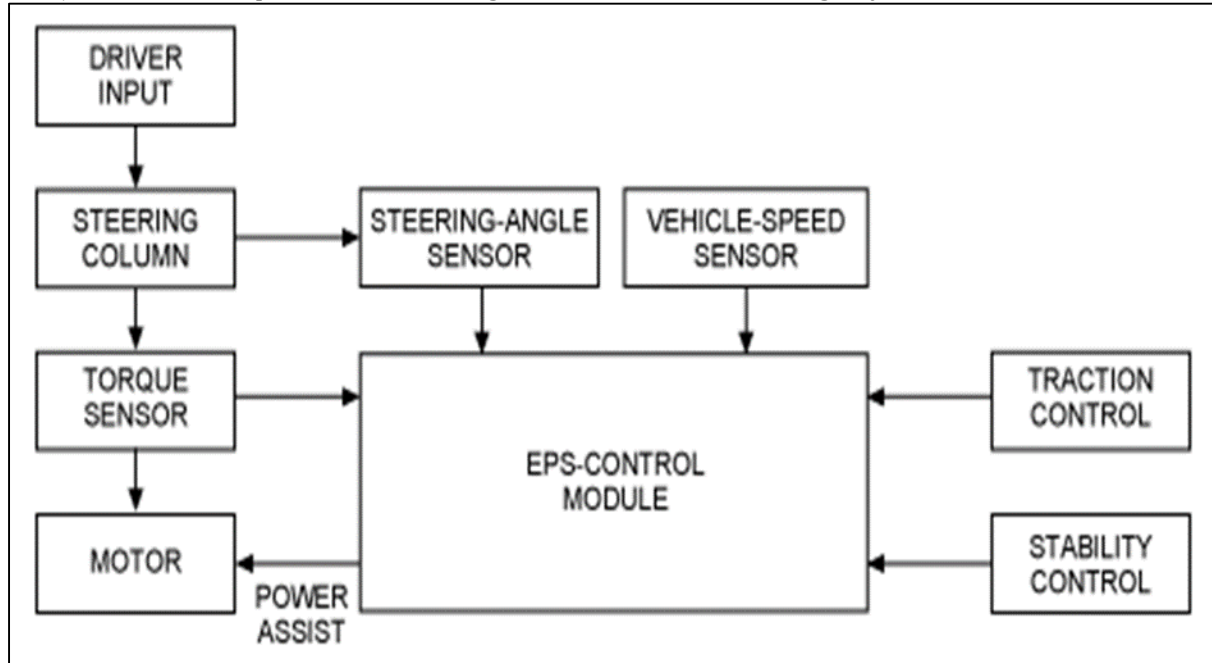 DRIVER
INPUT
STEERING
COLUMN
STEERING-ANGLE
SENSOR
VEHICLE-SPEED
SENSOR
TORQUE
SENSOR
EPS-CONTROL
MODULE
TRACTION
CONTROL
MOTOR
POWER
ASSIST
STABILITY
CONTROL